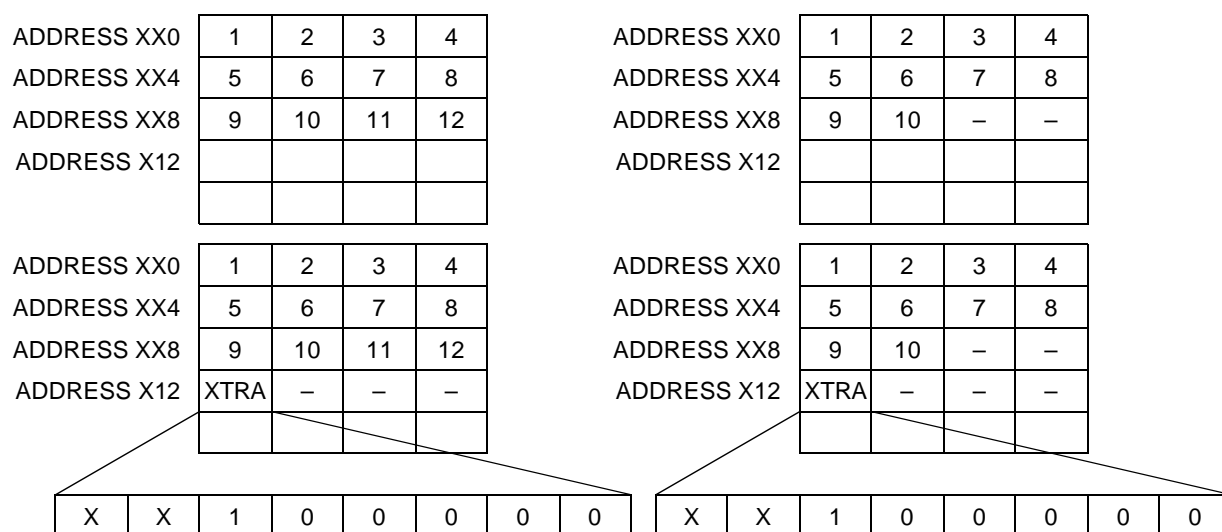 ADDRESS XX0 1 2 3 4 ADDRESS XX0 1 2 3 4
ADDRESS XX4 5 6 7 8 ADDRESS XX4 5 6 7 8
ADDRESS XX8 9 10 11 12 ADDRESS XX8 9 10 – –
ADDRESS X12 ADDRESS X12
ADDRESS XX0 1 2 3 4 ADDRESS XX0 1 2 3 4
ADDRESS XX4 5 6 7 8 ADDRESS XX4 5 6 7 8
ADDRESS XX8 9 10 11 12 ADDRESS XX8 9 10 – –
ADDRESS X12 XTRA – – – ADDRESS X12 XTRA – – –
X X 1 0 0 0 0 0 X X 1 0 0 0 0 0